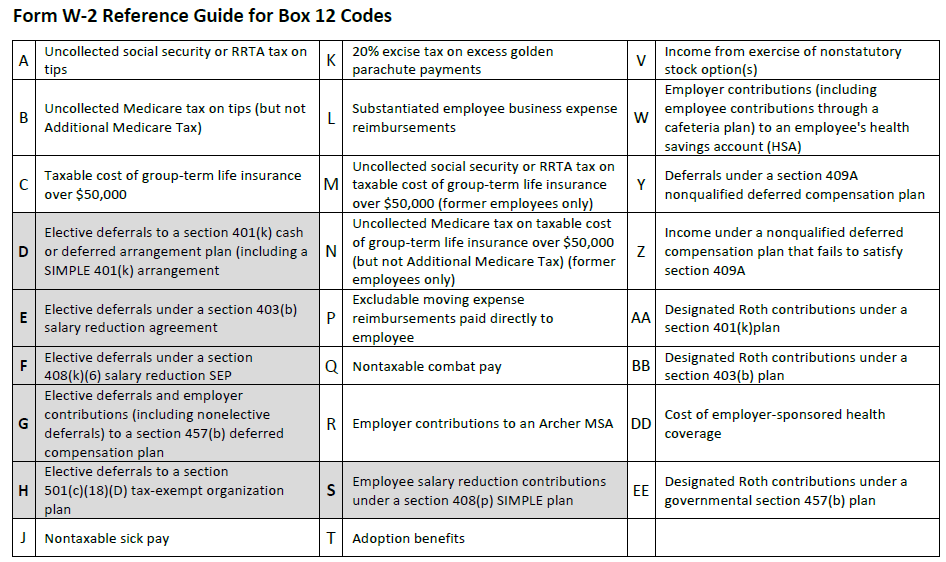 Form W-2 Reference Guide for Box 12 Codes
A
Uncollected social security or RRTA tax on
tips
K
20% excise tax on excess golden
parachute payments
V
Income from exercise of nonstatutory
stock option(s)
B
Uncollected Medicare tax on tips (but not
Additional Medicare Tax)
L
Substantiated employee business expense
reimbursements
W
Employer contributions (including
employee contributions through a
cafeteria plan) to an employee's health
savings account (HSA)
C
Taxable cost of group-term life insurance
over $50,000
M
Uncollected social security or RRTA tax on
taxable cost of group-term life insurance
over $50,000 (former employees only)
Y
Deferrals under a section 409A
nonqualified deferred compensation plan
D
Elective deferrals to a section 401(k) cash
or deferred arrangement plan (including a
SIMPLE 401(k) arrangement
N
Uncollected Medicare tax on taxable cost
of group-term life insurance over $50,000
(but not Additional Medicare Tax) (former
employees only)
Z
Income under a nonqualified deferred
compensation plan that fails to satisfy
section 409A
E
Elective deferrals under a section 403(b)
salary reduction agreement
P
Excludable moving expense
reimbursements paid directly to
employee
AA
Designated Roth contributions under a
section 401(k)plan
F
Elective deferrals under a section
408(k)(6) salary reduction SEP
Q
Nontaxable combat pay
BB
Designated Roth contributions under a
section 403(b) plan
G
Elective deferrals and employer
contributions (including nonelective
deferrals) to a section 457(b) deferred
compensation plan
R
Employer contributions to an Archer MSA
DD
Cost of employer-sponsored health
coverage
H
Elective deferrals to a section
501(c)(18)(D) tax-exempt organization
plan
S
Employee salary reduction contributions
under a section 408(p) SIMPLE plan
EE
Designated Roth contributions under a
governmental section 457(b) plan
J
Nontaxable sick pay
T
Adoption benefits